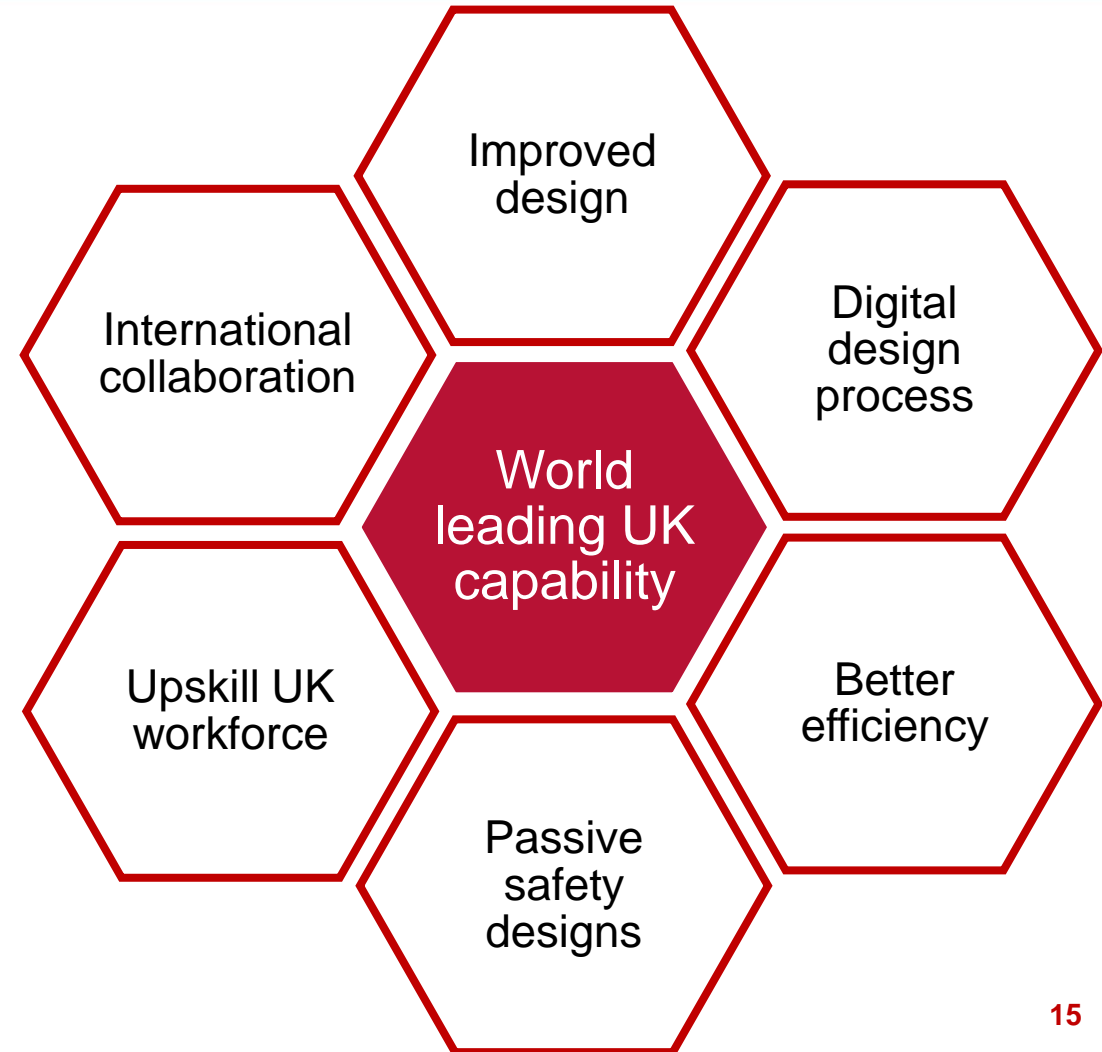 Improved
design
Digital
design
process
International
collaboration
World
leading UK
capability
Better
efficiency
Upskill UK
workforce
Passive
safety
designs
15